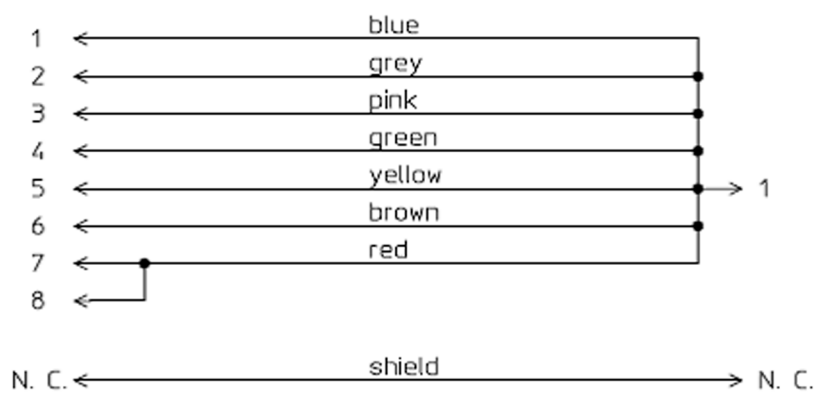 blue
1
grey
2
pink
3
green
4
yellow
5 1
brown
6
red
7
8
shield
N. C. N. C.